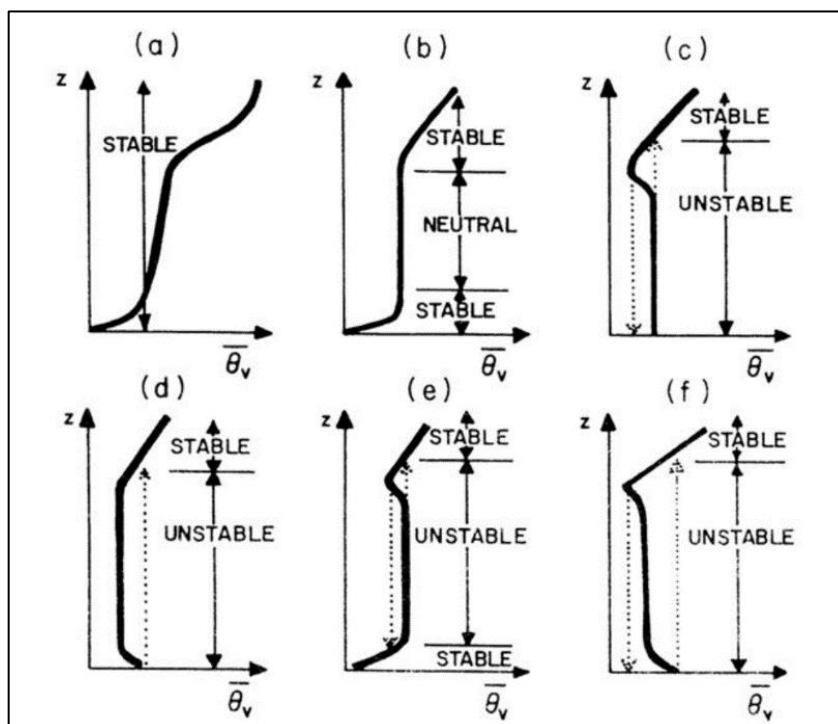 (a)
(b)
(c)
z
z
z
STABLE
STABLE
NEUTRAL
STABLE
STABLE
UNSTABLE
θ̅v
θ̅v
θ̅v
(d)
(e)
(f)
z
z
z
STABLE
UNSTABLE
STABLE
UNSTABLE
STABLE
STABLE
UNSTABLE
θ̅v
θ̅v
θ̅v